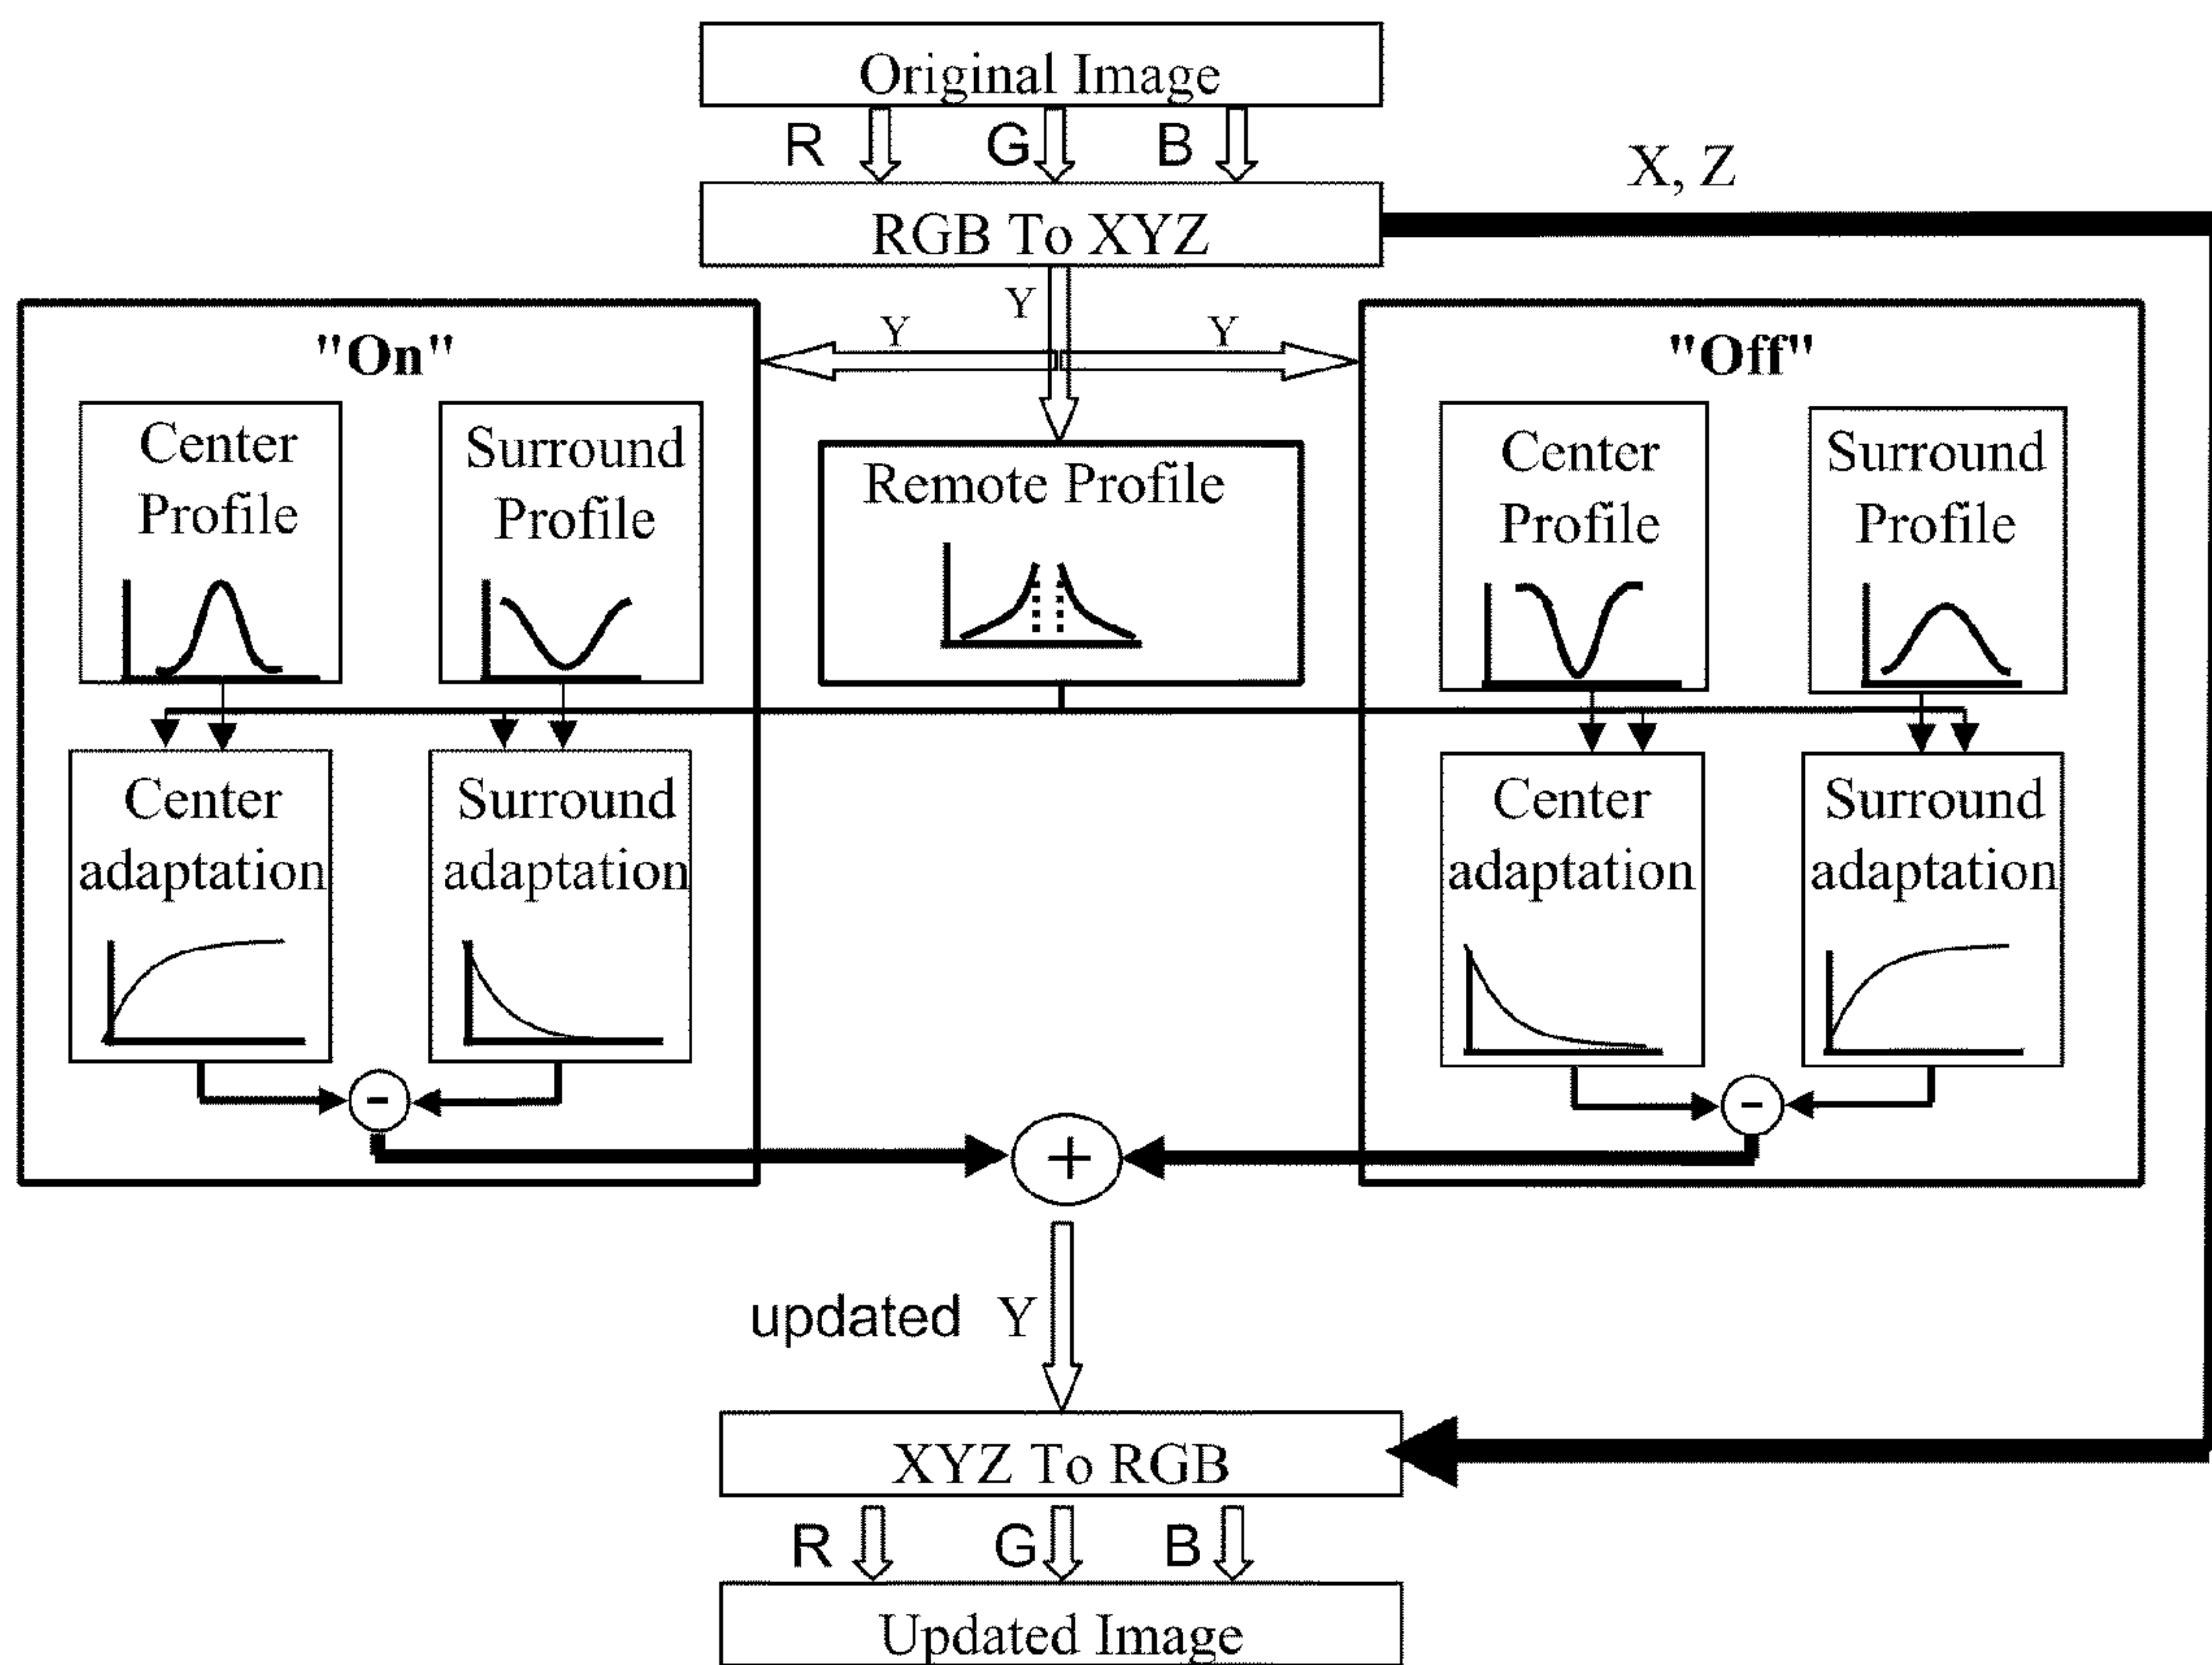 Original Image
R G B
RGB To XYZ
X, Z
Y
Y
Y
"On"
Center
Profile
Surround
Profile
Remote Profile
"Off"
Center
Profile
Surround
Profile
Center
adaptation
Surround
adaptation
Center
adaptation
Surround
adaptation
-
-
+
updated Y
XYZ To RGB
R G B
Updated Image